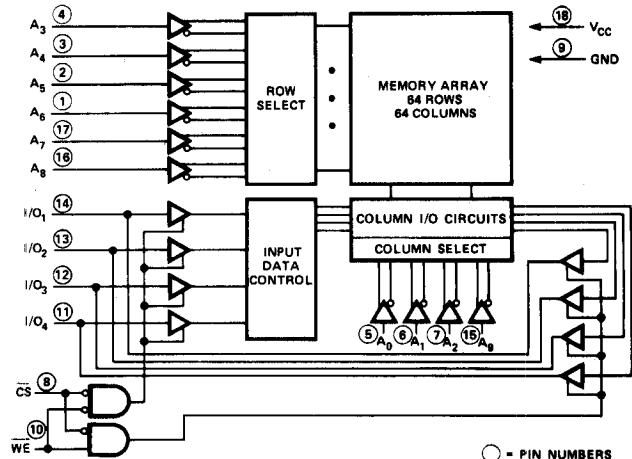 A3 4
A4 3
A5 2
A6 1
A7 17
A8 16
ROW
SELECT
MEMORY ARRAY
64 ROWS
64 COLUMNS
18 VCC
9 GND
I/O1 14
I/O2 13
I/O3 12
I/O4 11
INPUT
DATA
CONTROL
COLUMN I/O CIRCUITS
COLUMN SELECT
5 A0 6 A1 7 A2 15 A9
CS 8
WE 10
= PIN NUMBERS